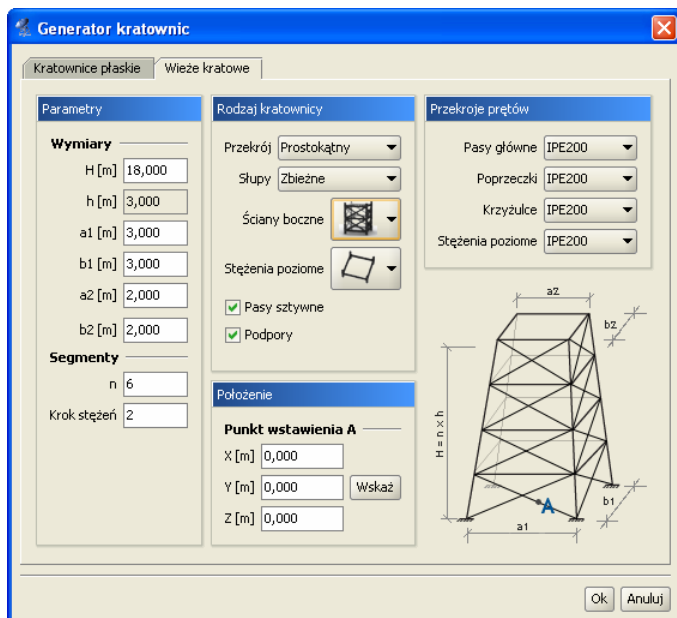 Generator kratownic
Kratownice płaskie
Wieże kratowe
Parametry
Wymiary
H [m] 18,000
h [m] 3,000
a1 [m] 3,000
b1 [m] 3,000
a2 [m] 2,000
b2 [m] 2,000
Segmenty
n 6
Krok stężeń 2
Rodzaj kratownicy
Przekrój Prostokątny
Słupy Zbieżne
Ściany boczne
Stężenia poziome
Pasy sztywne
Podpory
Położenie
Punkt wstawienia A
X [m] 0,000
Y [m] 0,000 Wskaż
Z [m] 0,000
Przekroje prętów
Pasy główne IPE200
Poprzeczki IPE200
Krzyżulce IPE200
Stężenia poziome IPE200
a2
b2
H = n x h
A
b1
a1
Ok Anuluj